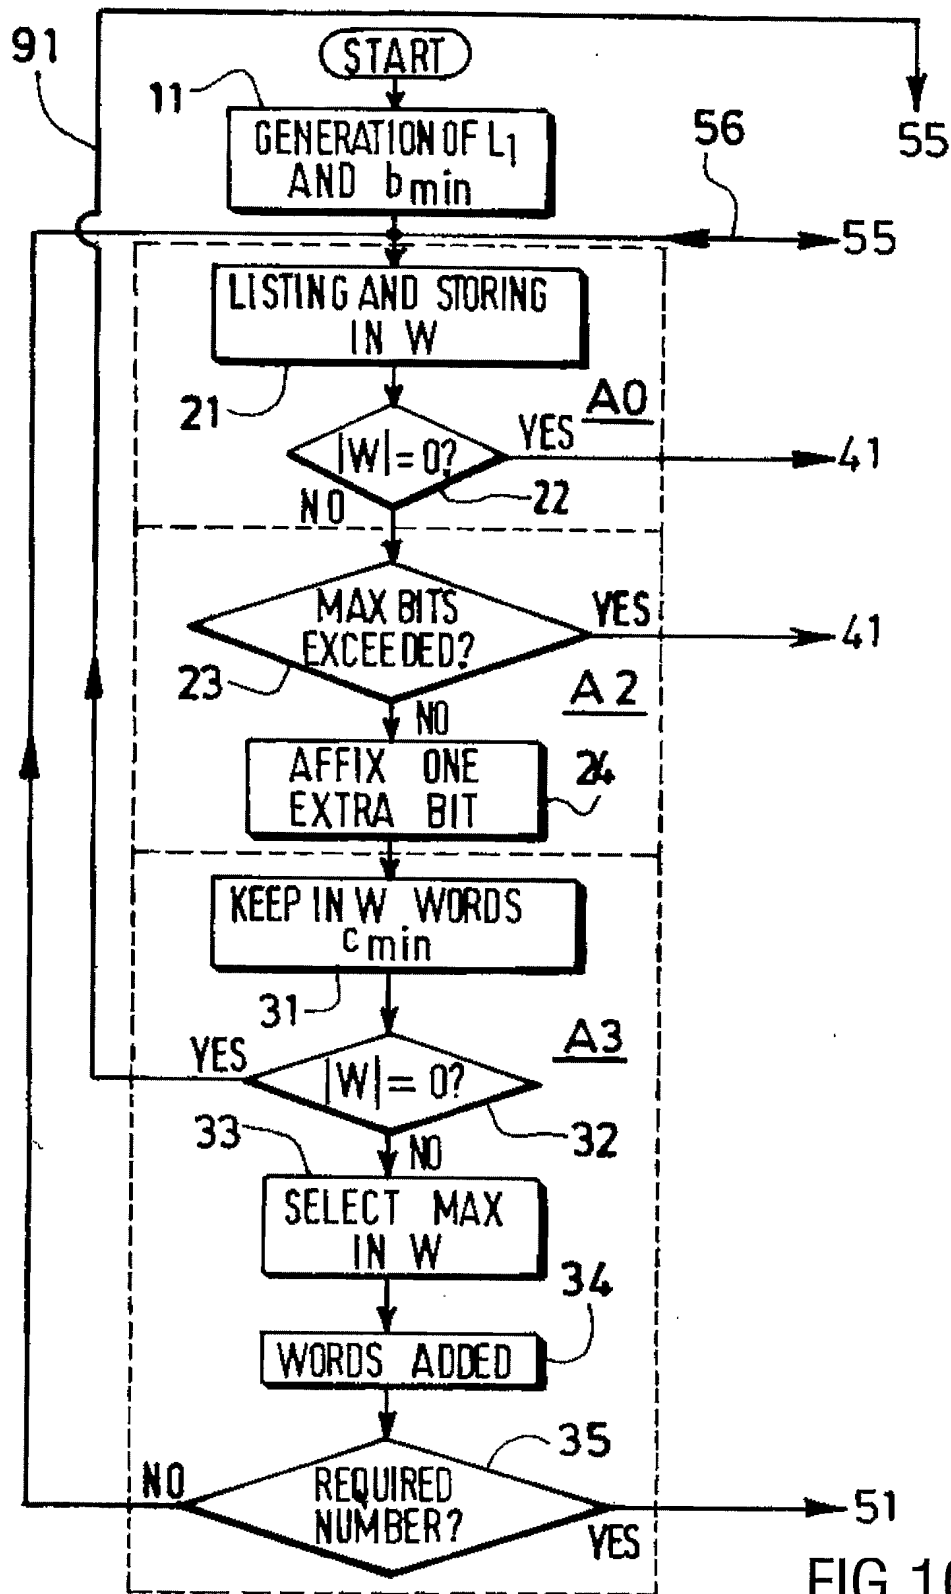 91
START
11
GENERATION OF L1
AND bmin
55
56
55
LISTING AND STORING
IN W
21
A0
|W| = 0?
YES
41
NO
22
MAX BITS
EXCEEDED?
YES
41
23
A2
NO
AFFIX ONE
EXTRA BIT
24
KEEP IN W WORDS
cmin
31
A3
YES
|W| = 0?
33
NO
32
SELECT MAX
IN W
34
WORDS ADDED
35
NO
REQUIRED
NUMBER?
YES
51